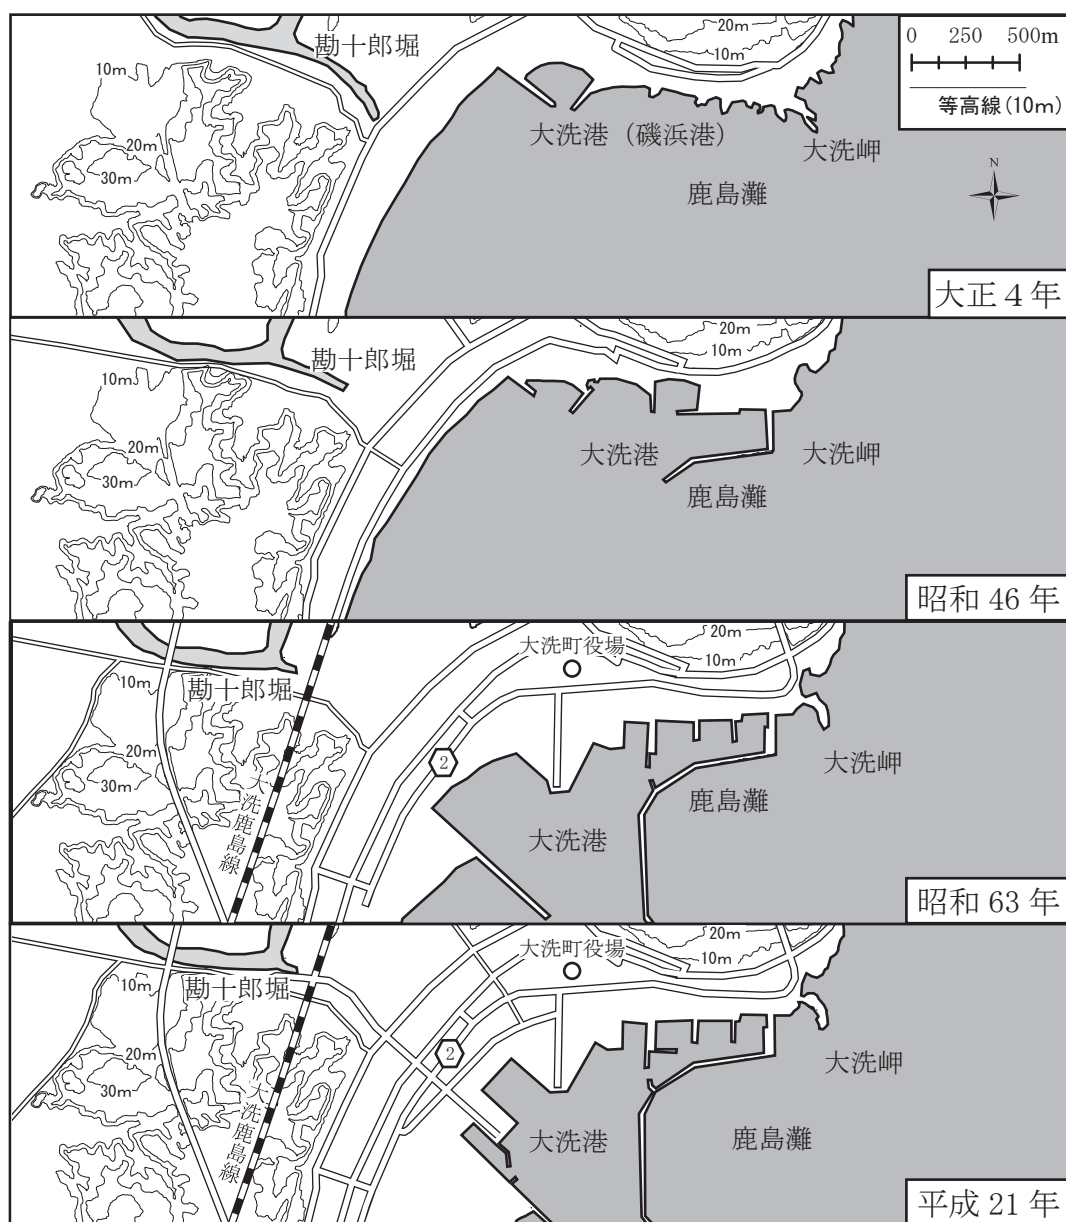 勘十郎堀
20m
10m
0 250 500m
等高線(10m)
10m
20m
30m
大洗港(磯浜港)
大洗岬
鹿島灘
N
大正4年
勘十郎堀
20m
10m
10m
20m
30m
大洗港
大洗岬
鹿島灘
昭和46年
大洗町役場
20m
10m
10m
勘十郎堀
20m
30m
2
大洗鹿島線
大洗岬
鹿島灘
大洗港
昭和63年
大洗町役場
20m
10m
10m
勘十郎堀
20m
30m
2
大洗鹿島線
大洗岬
大洗港
鹿島灘
平成21年